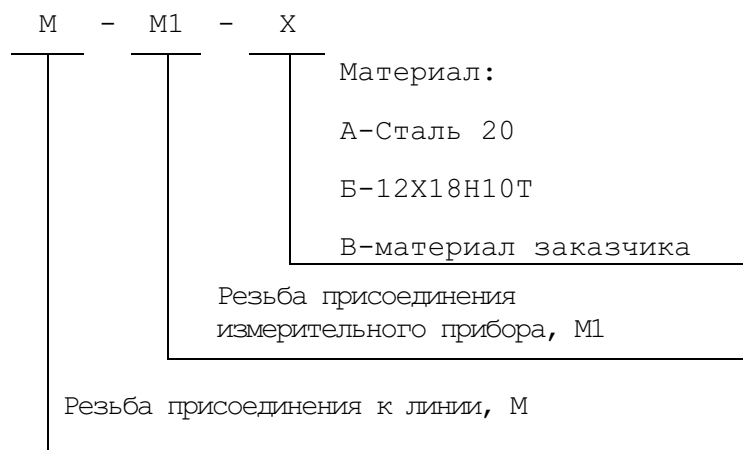 М - М1 - Х
Материал:
А-Сталь 20
Б-12Х18Н10Т
В-материал заказчика
Резьба присоединения
измерительного прибора, М1
Резьба присоединения к линии, М